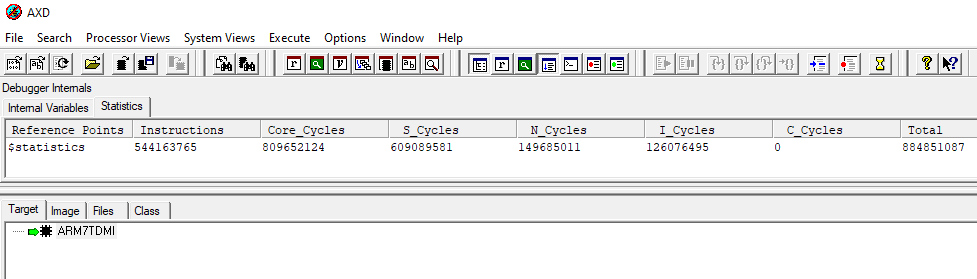 AXD
File Search Processor Views System Views Execute Options Window Help
Debugger Internals
Internal Variables Statistics
Reference Points Instructions Core_Cycles S_Cycles N_Cycles I_Cycles C_Cycles Total
$statistics 544163765 809652124 609089581 149685011 126076495 0 884851087
Target Image Files Class
ARM7TDMI